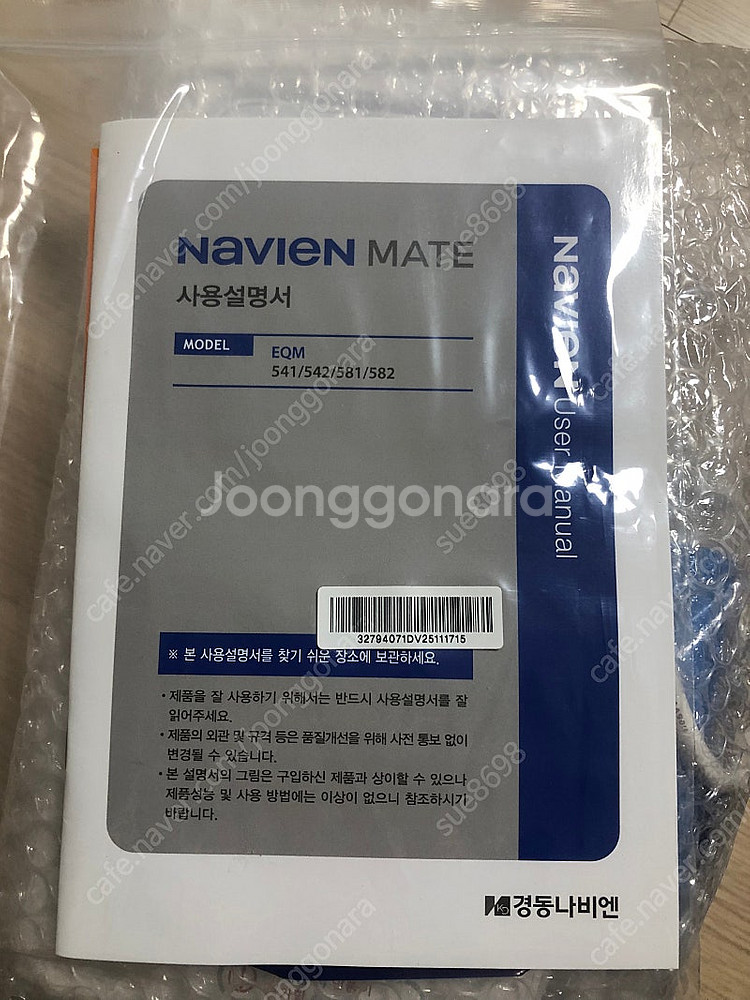 NAVIEN MATE
사용설명서
MODEL
EQM
541/542/581/582
NAVIEN User Manual
Joonggonara
32794071DV25111715
※ 본 사용설명서를 찾기 쉬운 장소에 보관하세요.
• 제품을 잘 사용하기 위해서는 반드시 사용설명서를 잘
읽어주세요.
• 제품의 외관 및 규격 등은 품질개선을 위해 사전 통보 없이
변경될 수 있습니다.
• 본 설명서의 그림은 구입하신 제품과 상이할 수 있으나
제품성능 및 사용 방법에는 이상이 없으니 참조하시기
바랍니다.
KD 경동나비엔
cafe.naver.com/joonggonara
sue8698